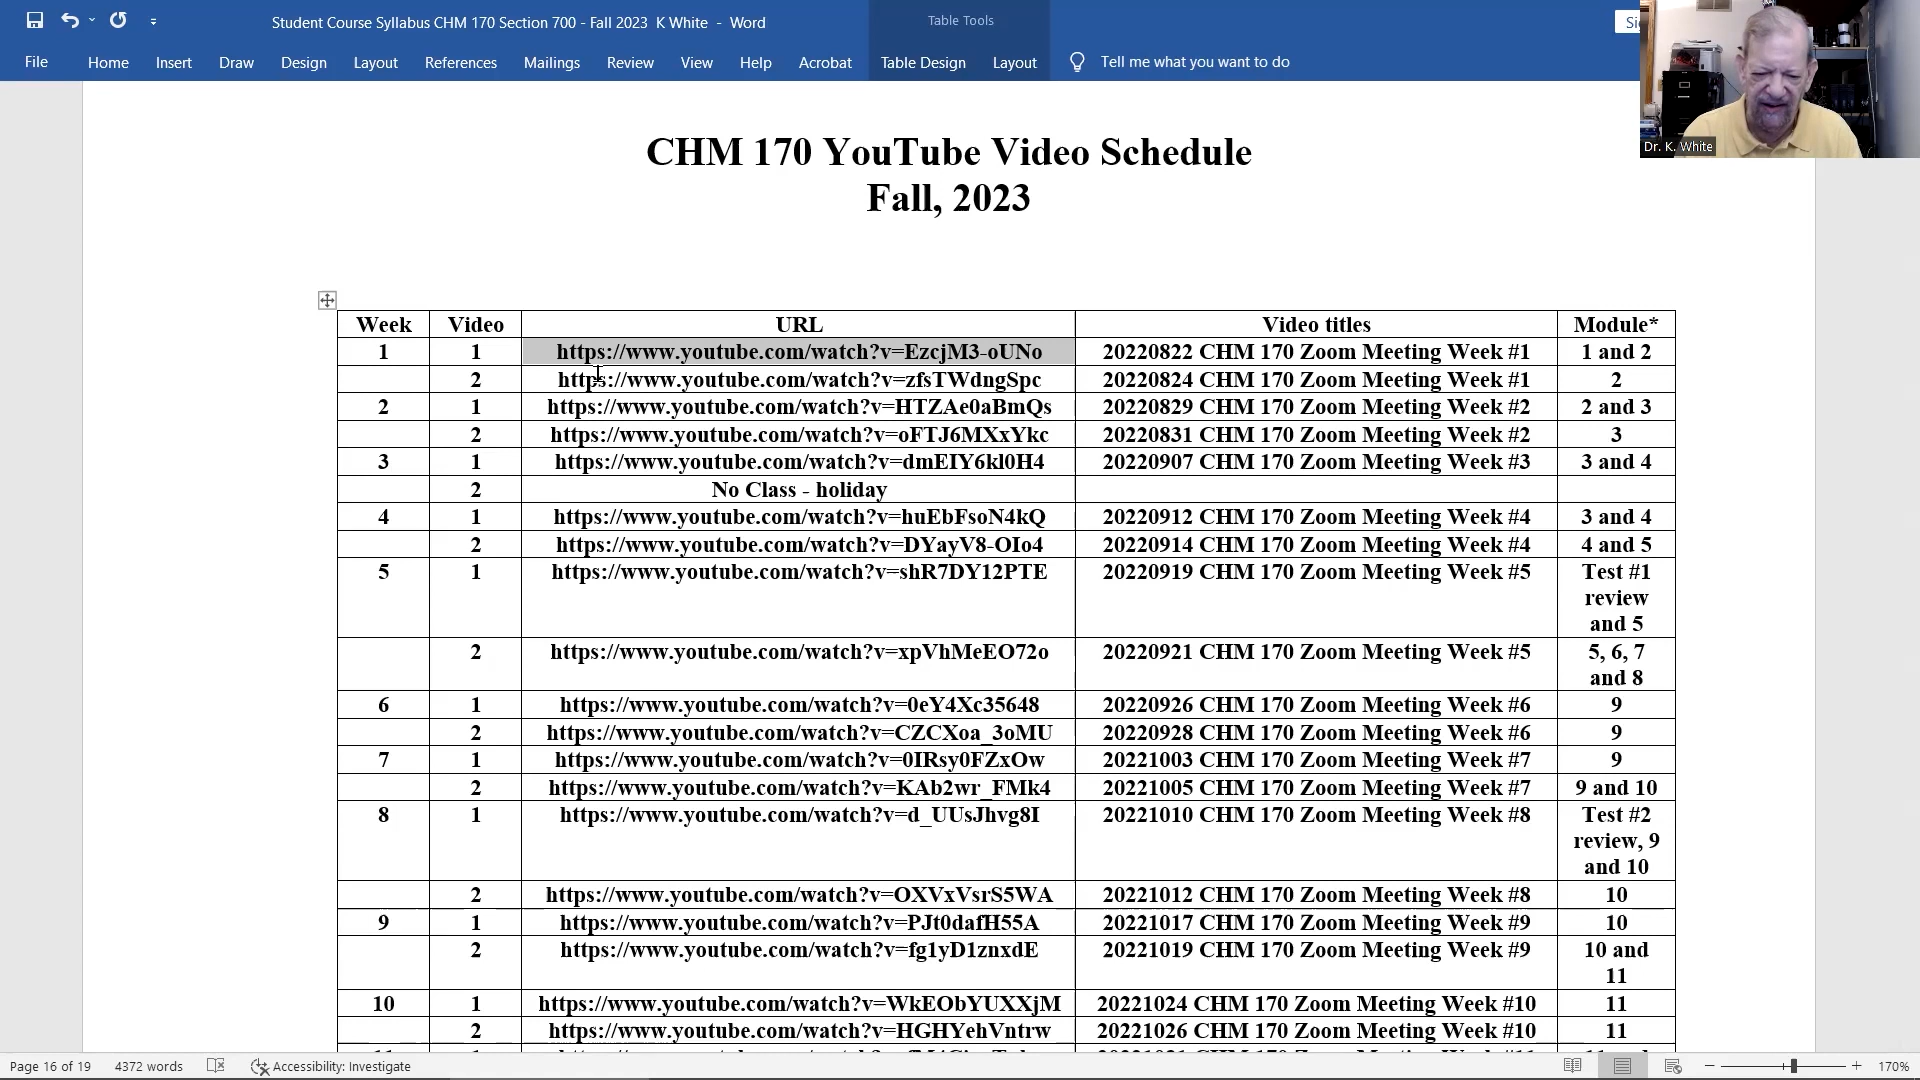 Student Course Syllabus CHM 170 Section 700 - Fall 2023  K White  -  Word
Table Tools
File Home Insert Draw Design Layout References Mailings Review View Help Acrobat Table Design Layout Tell me what you want to do
Dr. K. White
CHM 170 YouTube Video Schedule
Fall, 2023
Week Video URL Video titles Module*
1 1 https://www.youtube.com/watch?v=EzcjM3-oUNo 20220822 CHM 170 Zoom Meeting Week #1 1 and 2
2 https://www.youtube.com/watch?v=zfsTWdngSpc 20220824 CHM 170 Zoom Meeting Week #1 2
2 1 https://www.youtube.com/watch?v=HTZAe0aBmQs 20220829 CHM 170 Zoom Meeting Week #2 2 and 3
2 https://www.youtube.com/watch?v=oFTJ6MXxYkc 20220831 CHM 170 Zoom Meeting Week #2 3
3 1 https://www.youtube.com/watch?v=dmEIY6kl0H4 20220907 CHM 170 Zoom Meeting Week #3 3 and 4
2 No Class - holiday
4 1 https://www.youtube.com/watch?v=huEbFsoN4kQ 20220912 CHM 170 Zoom Meeting Week #4 3 and 4
2 https://www.youtube.com/watch?v=DYayV8-OIo4 20220914 CHM 170 Zoom Meeting Week #4 4 and 5
5 1 https://www.youtube.com/watch?v=shR7DY12PTE 20220919 CHM 170 Zoom Meeting Week #5 Test #1
review
and 5
2 https://www.youtube.com/watch?v=xpVhMeEO72o 20220921 CHM 170 Zoom Meeting Week #5 5, 6, 7
and 8
6 1 https://www.youtube.com/watch?v=0eY4Xc35648 20220926 CHM 170 Zoom Meeting Week #6 9
2 https://www.youtube.com/watch?v=CZCXoa_3oMU 20220928 CHM 170 Zoom Meeting Week #6 9
7 1 https://www.youtube.com/watch?v=0IRsy0FZxOw 20221003 CHM 170 Zoom Meeting Week #7 9
2 https://www.youtube.com/watch?v=KAb2wr_FMk4 20221005 CHM 170 Zoom Meeting Week #7 9 and 10
8 1 https://www.youtube.com/watch?v=d_UUsJhvg8I 20221010 CHM 170 Zoom Meeting Week #8 Test #2
review, 9
and 10
2 https://www.youtube.com/watch?v=OXVxVsrS5WA 20221012 CHM 170 Zoom Meeting Week #8 10
9 1 https://www.youtube.com/watch?v=PJt0dafH55A 20221017 CHM 170 Zoom Meeting Week #9 10
2 https://www.youtube.com/watch?v=fg1yD1znxdE 20221019 CHM 170 Zoom Meeting Week #9 10 and
11
10 1 https://www.youtube.com/watch?v=WkEObYUXXjM 20221024 CHM 170 Zoom Meeting Week #10 11
2 https://www.youtube.com/watch?v=HGHYehVntrw 20221026 CHM 170 Zoom Meeting Week #10 11
Page 16 of 19 4372 words Accessibility: Investigate 170%